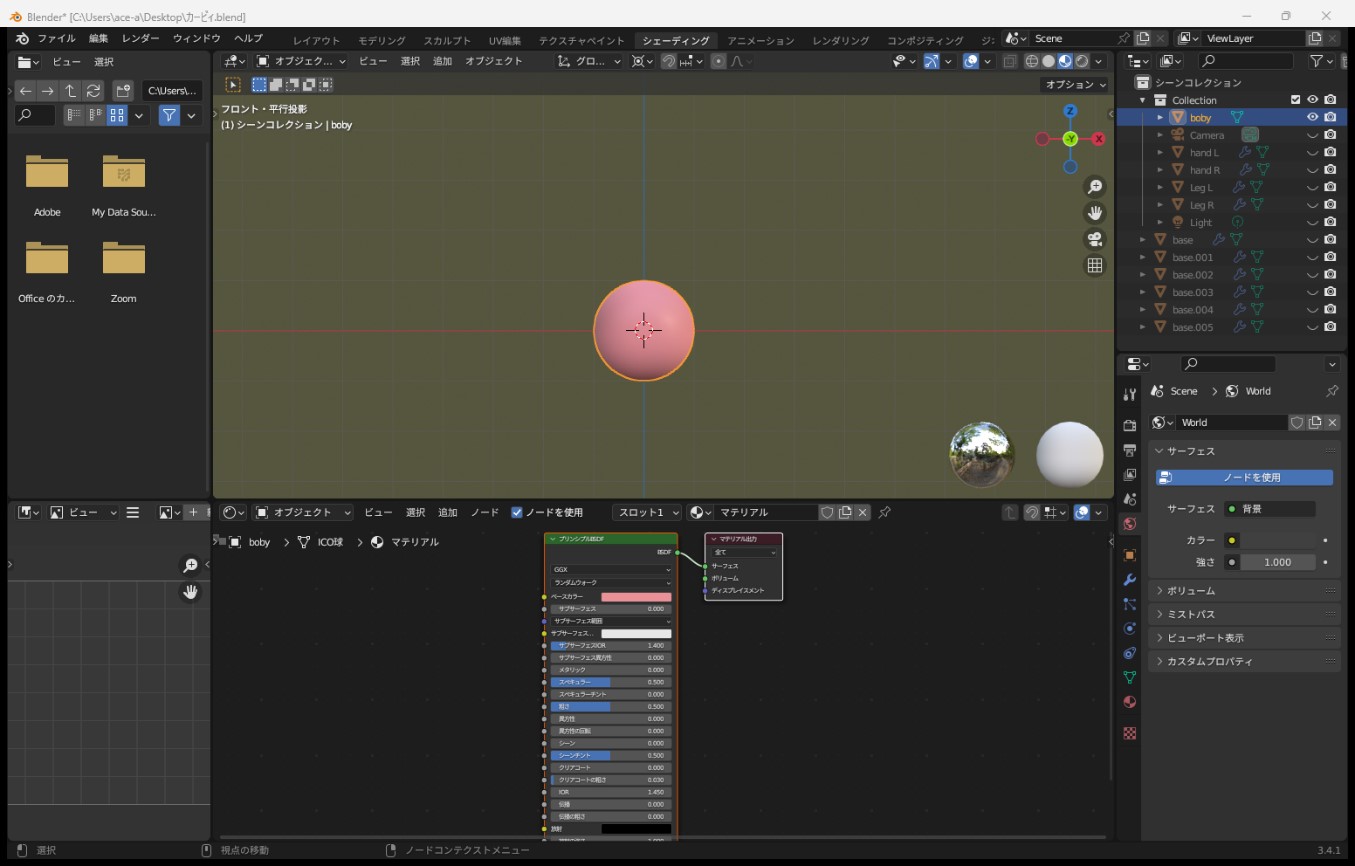 Blender* [C:\Users\ace-a\Desktop\カービィ.blend]
ファイル 編集 レンダー ウィンドウ ヘルプ レイアウト モデリング スカルプト UV編集 テクスチャペイント シェーディング アニメーション レンダリング コンポジティング ジ: Scene ViewLayer
ビュー 選択
オブジェク... ビュー 選択 追加 オブジェクト グロ...
C:\Users\...
オプション
フロント・平行投影
(1) シーンコレクション | boby
Z
-Y
X
Adobe
My Data Sou...
Office のカ...
Zoom
シーンコレクション
Collection
boby
Camera
hand L
hand R
Leg L
Leg R
Light
base
base.001
base.002
base.003
base.004
base.005
Scene > World
World
サーフェス
ノードを使用
サーフェス 背景
カラー
強さ 1.000
ボリューム
ミストパス
ビューポート表示
カスタムプロパティ
ビュー
オブジェクト ビュー 選択 追加 ノード ノードを使用 スロット1 マテリアル
boby > ICO球 > マテリアル
プリンシプルBSDF
BSDF
GGX
ランダムウォーク
ベースカラー
サブサーフェス 0.000
サブサーフェス範囲
サブサーフェス...
サブサーフェスIOR 1.400
サブサーフェス異方性 0.000
メタリック 0.000
スペキュラー 0.500
スペキュラーチント 0.000
粗さ 0.500
異方性 0.000
異方性の回転 0.000
シーン 0.000
シーンチント 0.500
クリアコート 0.000
クリアコートの粗さ 0.030
IOR 1.450
伝播 0.000
伝播の粗さ 0.000
放射
マテリアル出力
全て
サーフェス
ボリューム
ディスプレイスメント
選択 視点の移動 ノードコンテクストメニュー 3.4.1